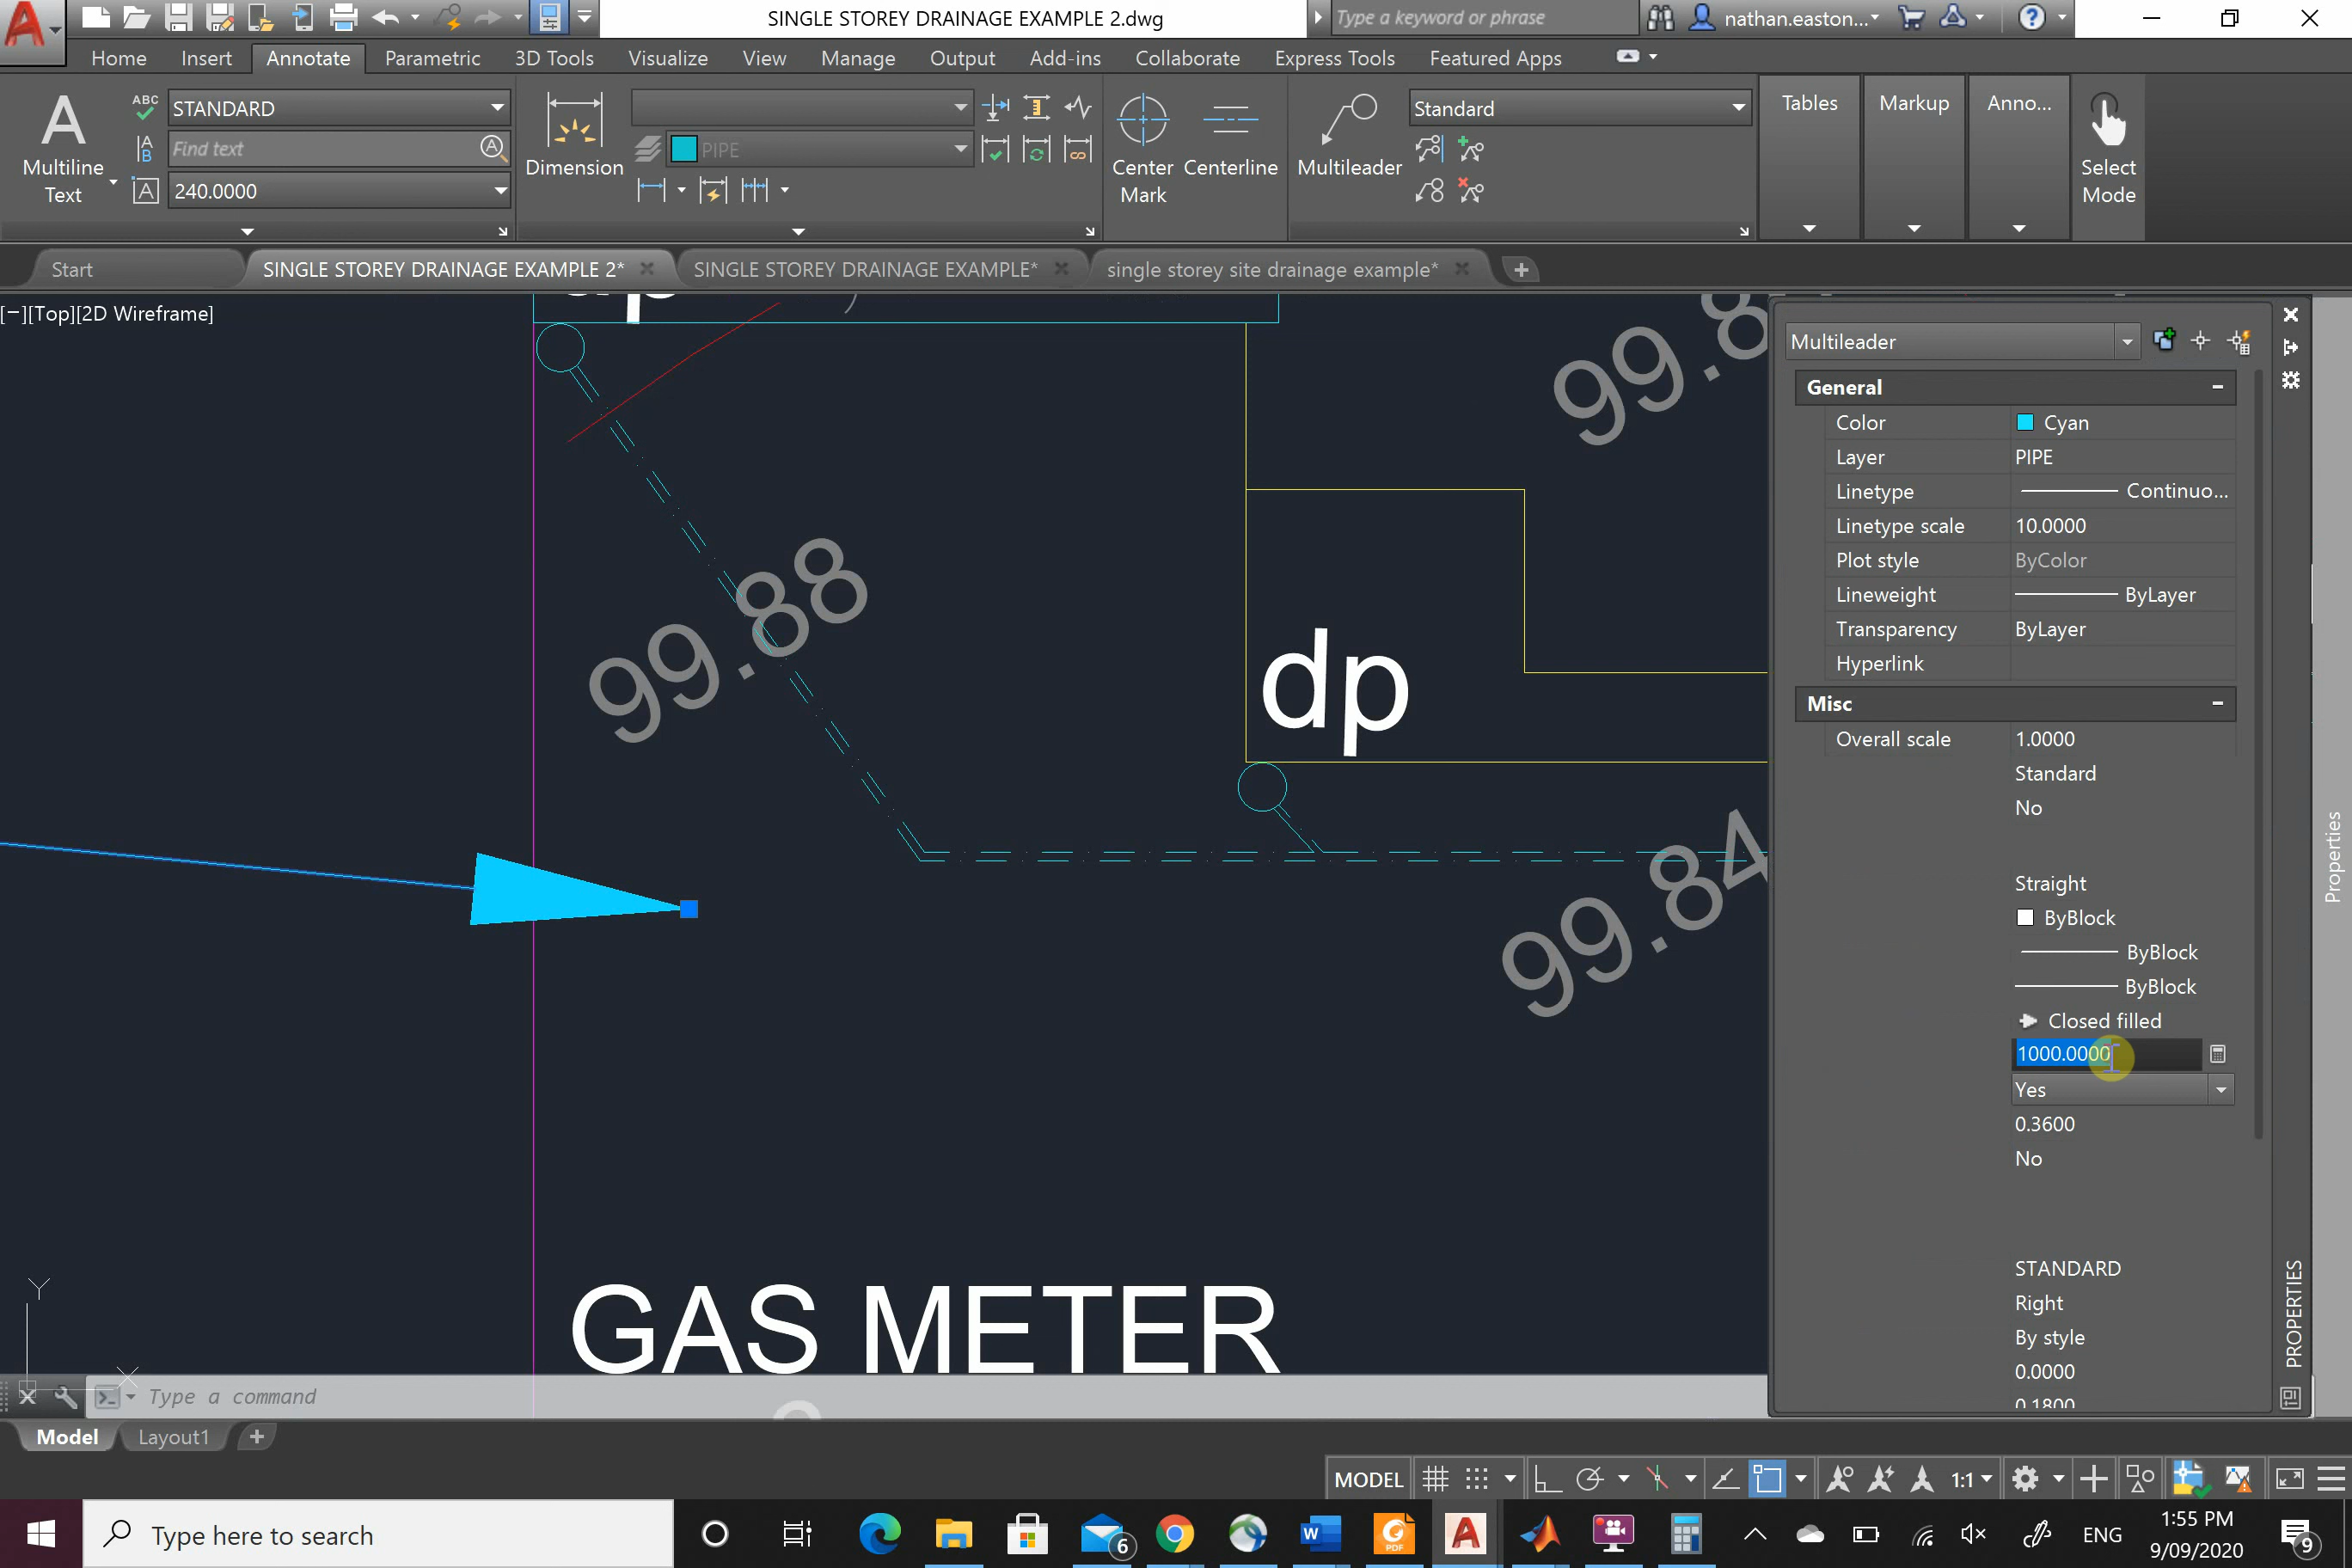 SINGLE STOREY DRAINAGE EXAMPLE 2.dwg
Type a keyword or phrase
nathan.easton...
Home Insert Annotate Parametric 3D Tools Visualize View Manage Output Add-ins Collaborate Express Tools Featured Apps
Multiline Text
ABC
STANDARD
Find text
240.0000
Dimension
PIPE
Center Mark
Centerline
Multileader
Standard
Tables
Markup
Anno...
Select Mode
Start
SINGLE STOREY DRAINAGE EXAMPLE 2*
SINGLE STOREY DRAINAGE EXAMPLE*
single storey site drainage example*
[−][Top][2D Wireframe]
99.88
dp
99.84
GAS METER
Y
X
Multileader
General
Color Cyan
Layer PIPE
Linetype Continuo...
Linetype scale 10.0000
Plot style ByColor
Lineweight ByLayer
Transparency ByLayer
Hyperlink
Misc
Overall scale 1.0000
Standard
No
Straight
ByBlock
ByBlock
ByBlock
Closed filled
1000.0000
Yes
0.3600
No
STANDARD
Right
By style
0.0000
0.1800
Properties
PROPERTIES
Type a command
Model
Layout1
MODEL
1:1
Type here to search
6
W
PDF
ENG
1:55 PM
9/09/2020
9